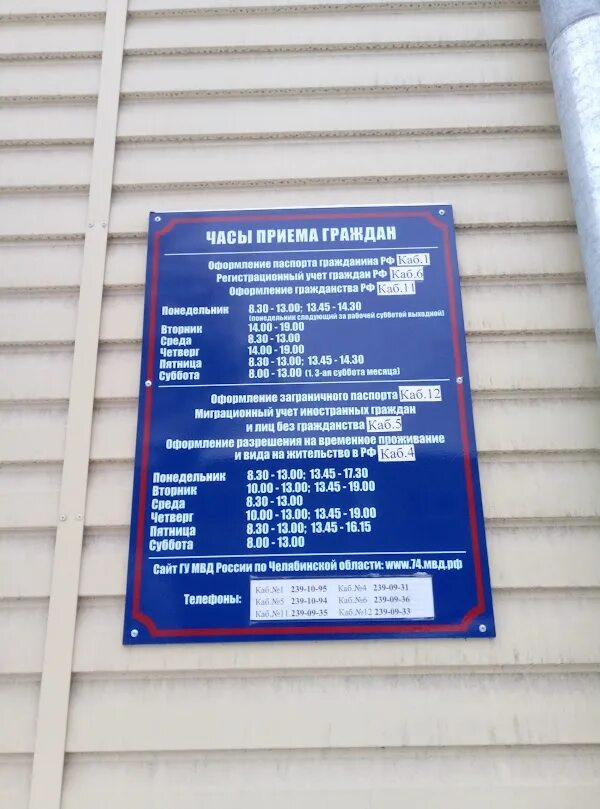 ЧАСЫ ПРИЕМА ГРАЖДАН
Оформление паспорта гражданина РФ Каб.1
Регистрационный учет граждан РФ Каб.6
Оформление гражданства РФ Каб.11
Понедельник 8.30 - 13.00; 13.45 - 14.30
(понедельник следующий за рабочей субботой выходной)
Вторник 14.00 - 19.00
Среда 8.30 - 13.00
Четверг 14.00 - 19.00
Пятница 8.30 - 13.00; 13.45 - 14.30
Суббота 8.00 - 13.00 (1, 3-ая суббота месяца)
Оформление заграничного паспорта Каб.12
Миграционный учет иностранных граждан
и лиц без гражданства Каб.5
Оформление разрешения на временное проживание
и вида на жительство в РФ Каб.4
Понедельник 8.30 - 13.00; 13.45 - 17.30
Вторник 10.00 - 13.00; 13.45 - 19.00
Среда 8.30 - 13.00
Четверг 10.00 - 13.00; 13.45 - 19.00
Пятница 8.30 - 13.00; 13.45 - 16.15
Суббота 8.00 - 13.00
Сайт ГУ МВД России по Челябинской области: www.74.мвд.рф
Телефоны:
Каб.№1 239-10-95 Каб.№4 239-09-31
Каб.№5 239-10-94 Каб.№6 239-09-36
Каб.№11 239-09-35 Каб.№12 239-09-33